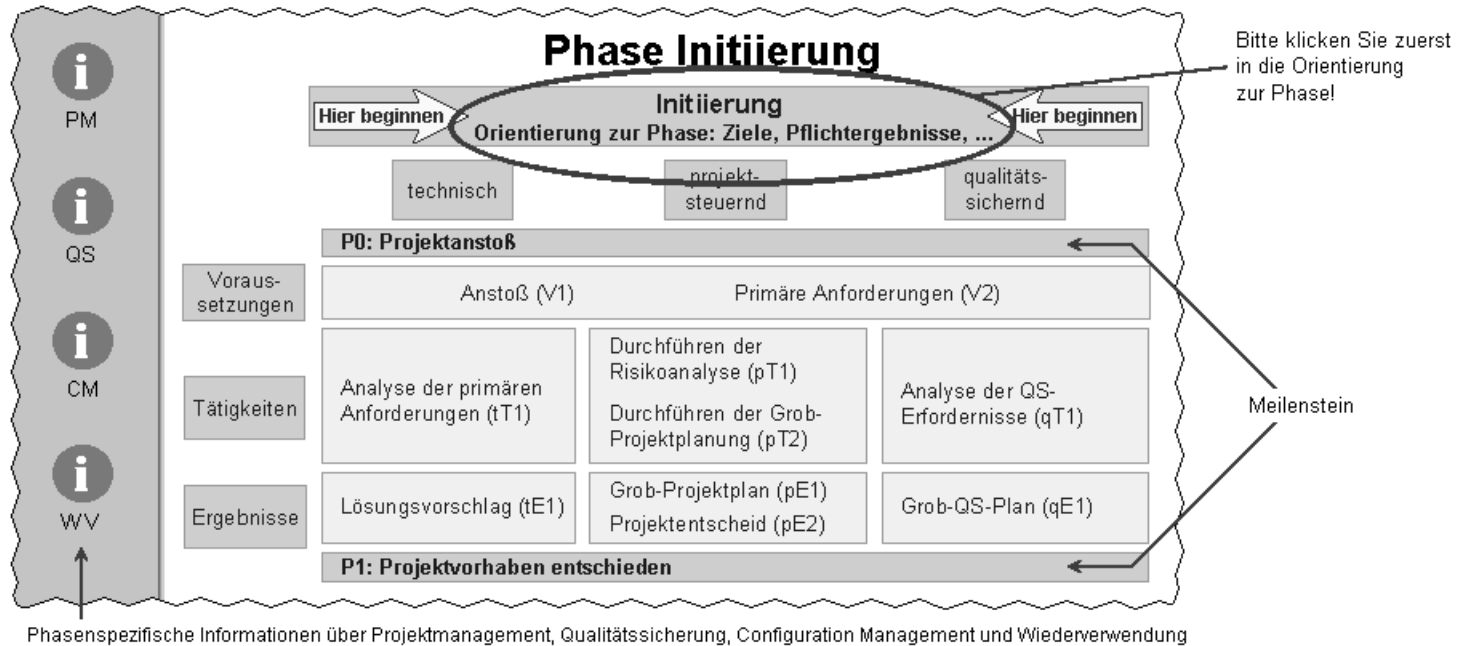 Phase Initiierung
Bitte klicken Sie zuerst
in die Orientierung
zur Phase!
PM
Hier beginnen
Initiierung
Orientierung zur Phase: Ziele, Pflichtergebnisse, ...
Hier beginnen
technisch
projekt-
steuernd
qualitäts-
sichernd
QS
P0: Projektanstoß
Voraus-
setzungen
Anstoß (V1)
Primäre Anforderungen (V2)
CM
Tätigkeiten
Analyse der primären
Anforderungen (tT1)
Durchführen der
Risikoanalyse (pT1)
Durchführen der Grob-
Projektplanung (pT2)
Analyse der QS-
Erfordernisse (qT1)
Meilenstein
WV
Ergebnisse
Lösungsvorschlag (tE1)
Grob-Projektplan (pE1)
Projektentscheid (pE2)
Grob-QS-Plan (qE1)
P1: Projektvorhaben entschieden
Phasenspezifische Informationen über Projektmanagement, Qualitätssicherung, Configuration Management und Wiederverwendung